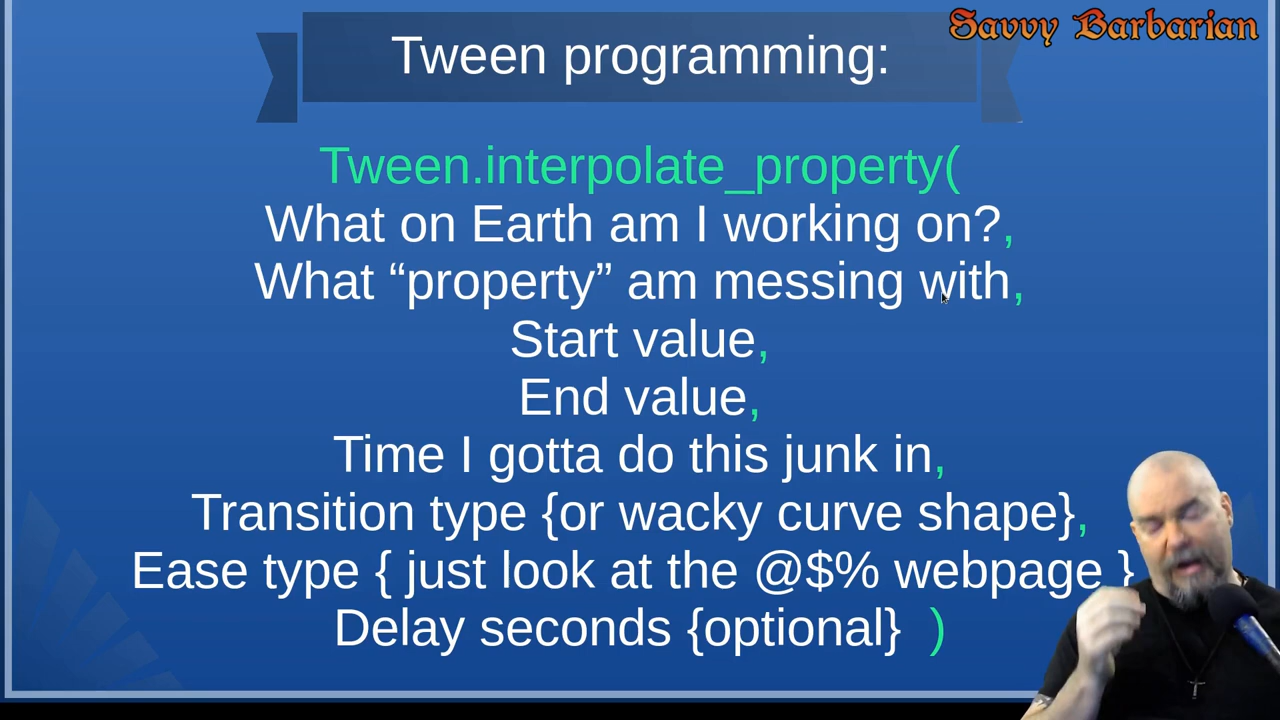 Savvy Barbarian
Tween programming:
Tween.interpolate_property(
What on Earth am I working on?,
What “property” am messing with,
Start value,
End value,
Time I gotta do this junk in,
Transition type {or wacky curve shape},
Ease type { just look at the @$% webpage }
Delay seconds {optional} )